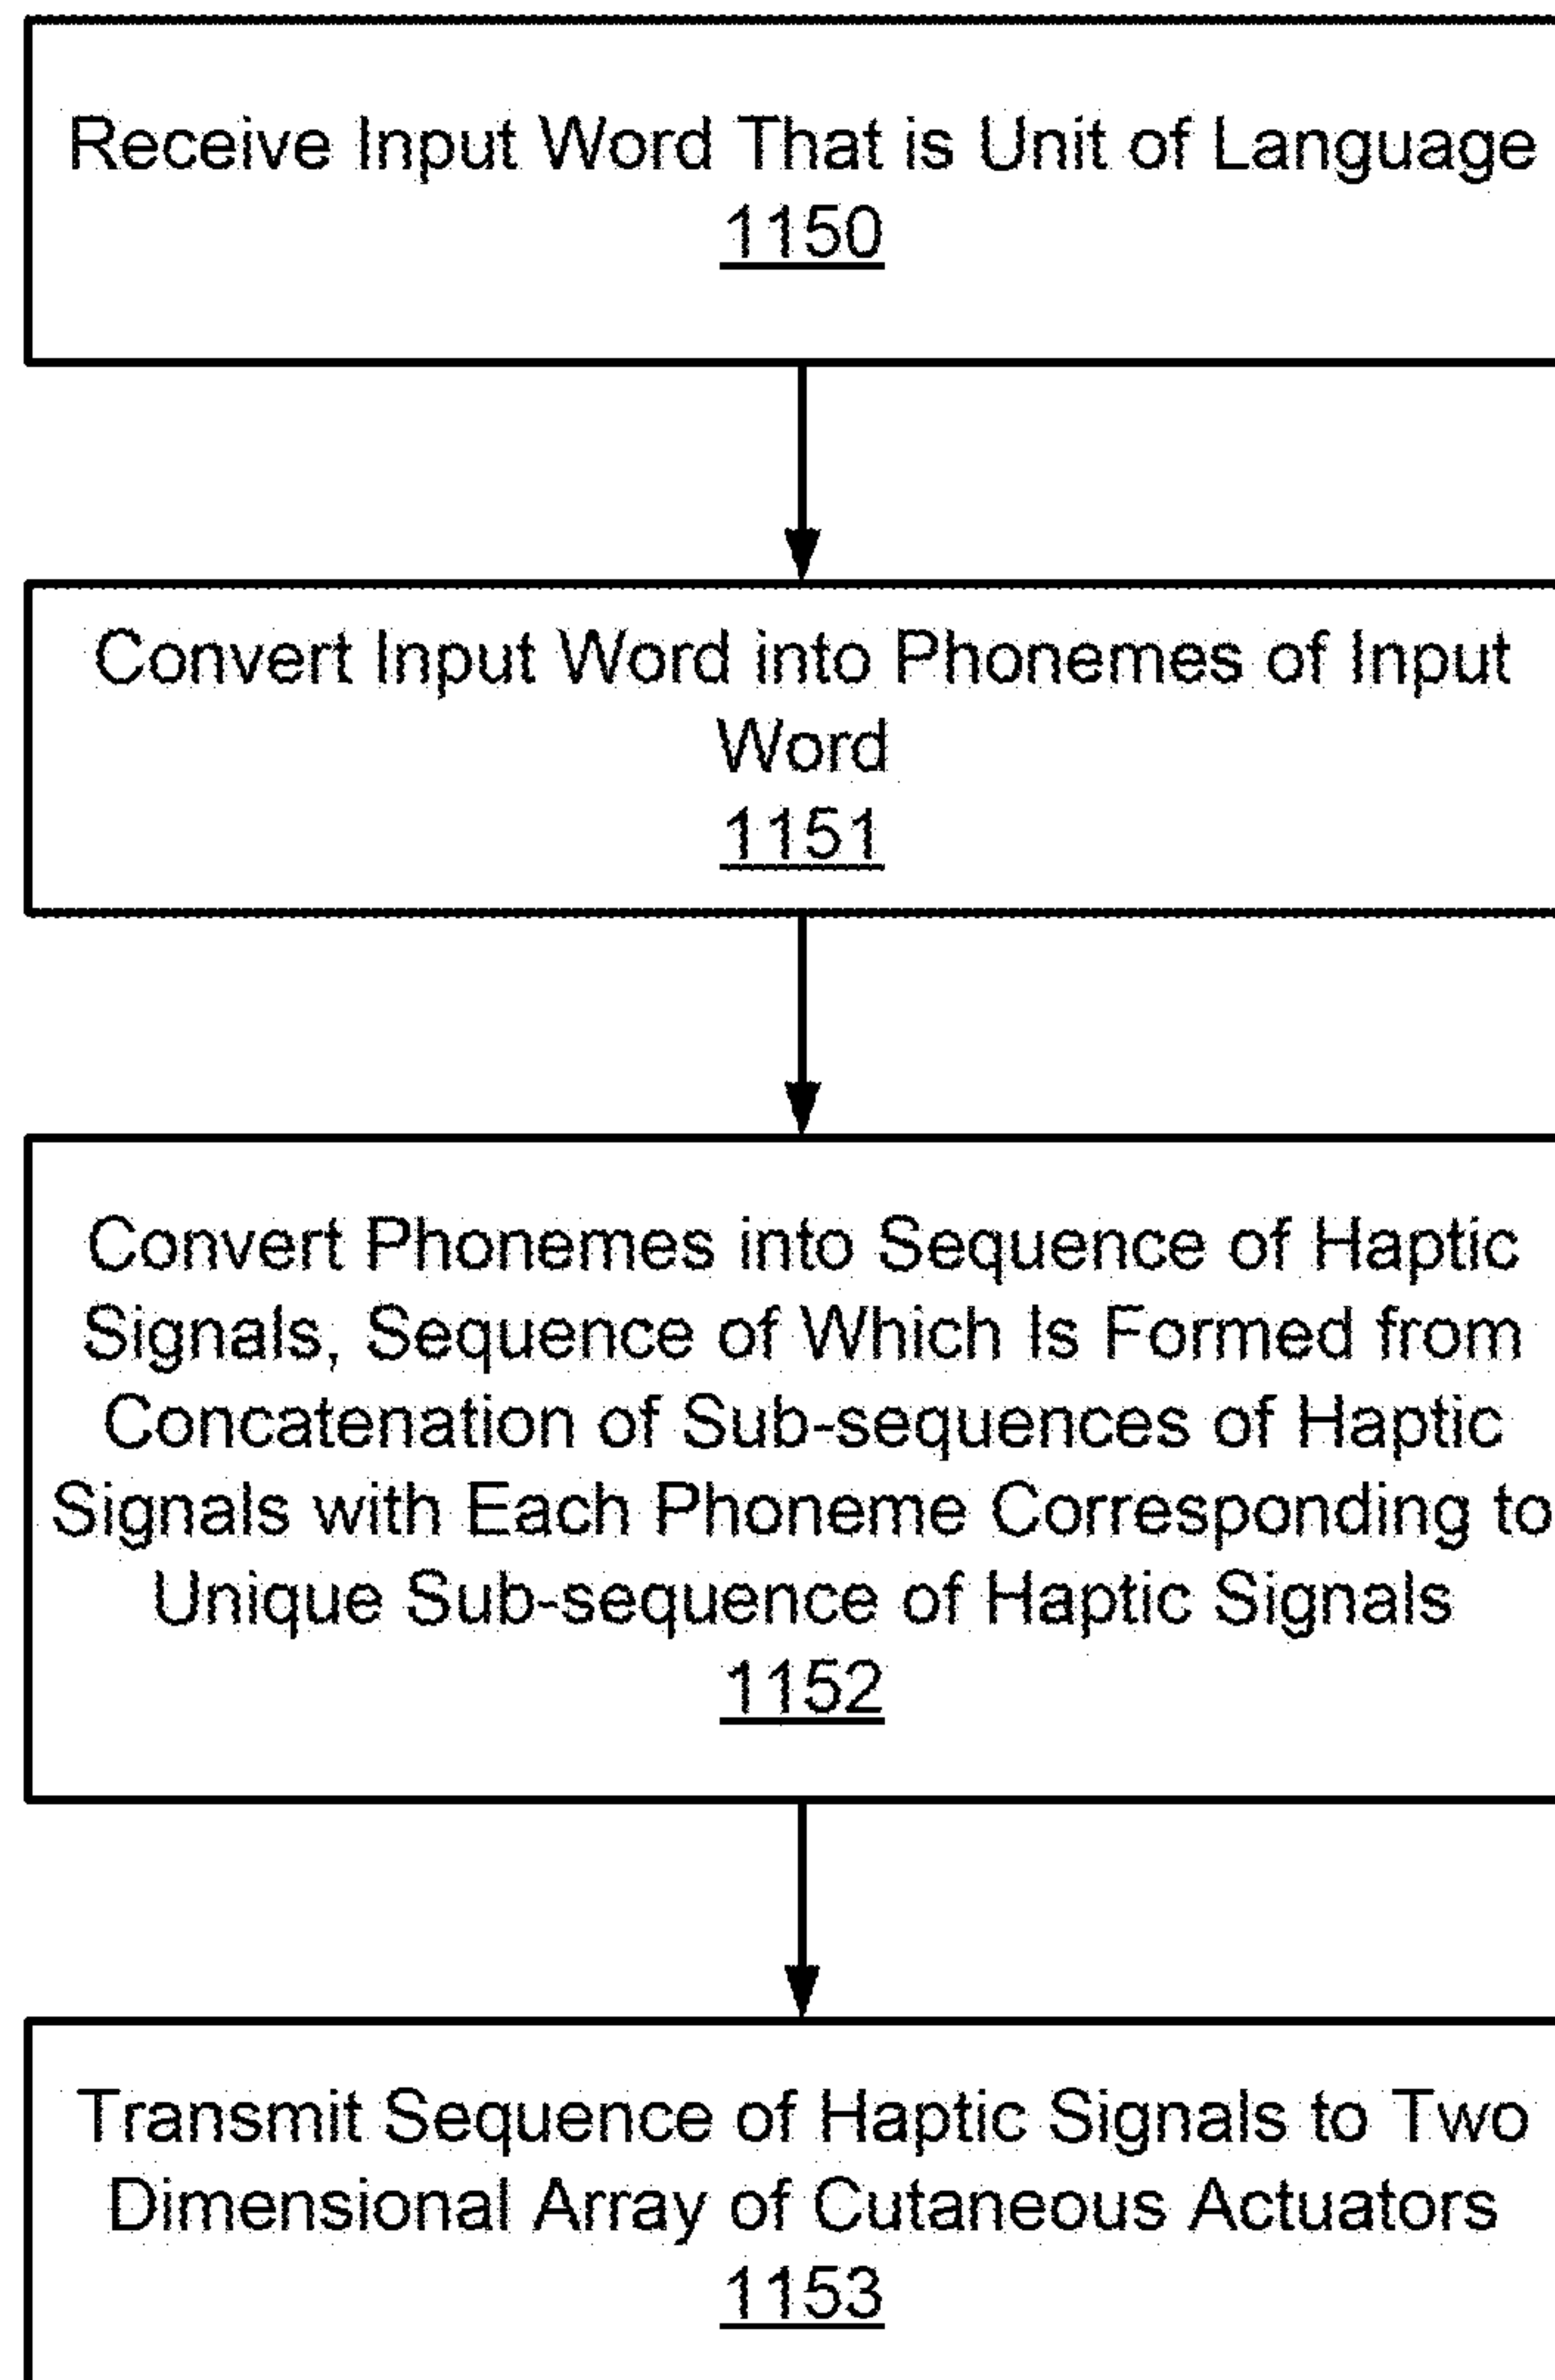 Receive Input Word That is Unit of Language
1150
Convert Input Word into Phonemes of Input
Word
1151
Convert Phonemes into Sequence of Haptic
Signals, Sequence of Which Is Formed from
Concatenation of Sub-sequences of Haptic
Signals with Each Phoneme Corresponding to
Unique Sub-sequence of Haptic Signals
1152
Transmit Sequence of Haptic Signals to Two
Dimensional Array of Cutaneous Actuators
1153